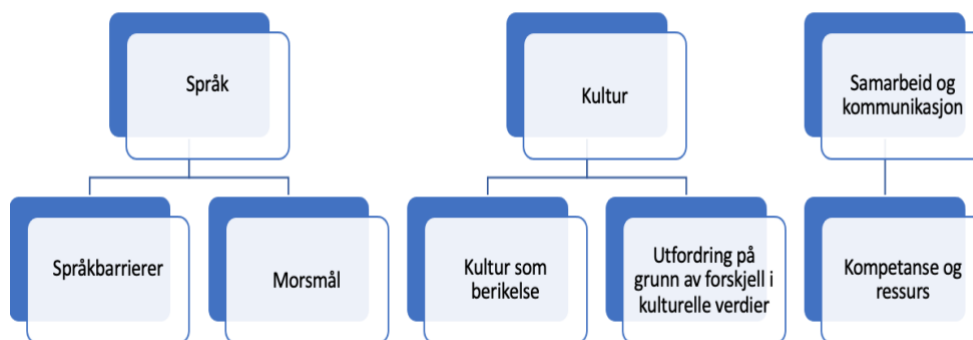 Språk
Kultur
Samarbeid og
kommunikasjon
Språkbarrierer
Morsmål
Kultur som
berikelse
Utfordring på
grunn av forskjell i
kulturelle verdier
Kompetanse og
ressurs